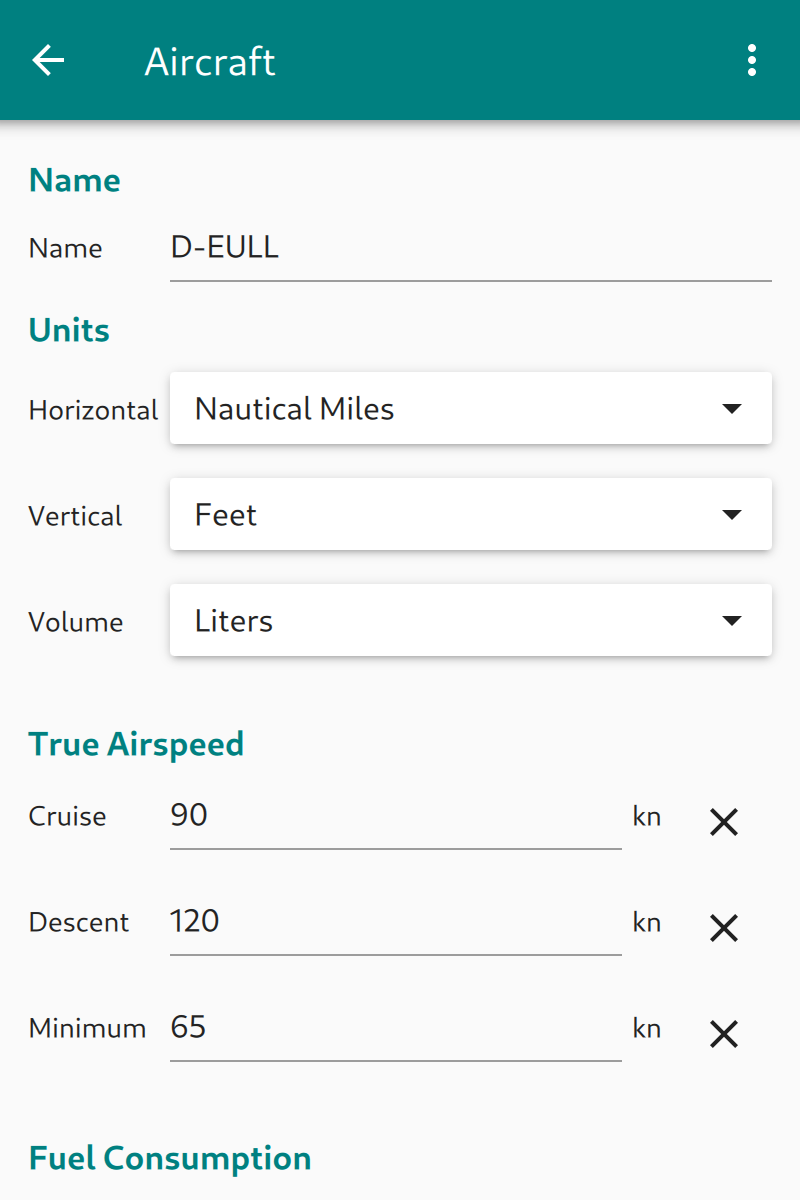 Aircraft
Name
Name D-EULL
Units
Horizontal Nautical Miles
Vertical Feet
Volume Liters
True Airspeed
Cruise 90 kn
Descent 120 kn
Minimum 65 kn
Fuel Consumption